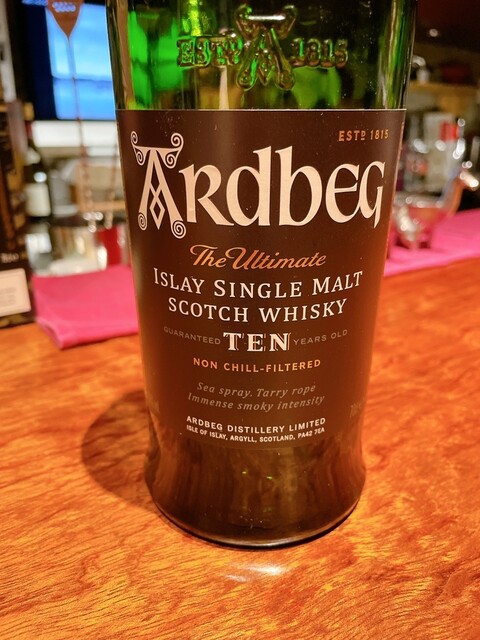 ESTD 1815
ESTD 1815
ARDBEG
The Ultimate
ISLAY SINGLE MALT
SCOTCH WHISKY
GUARANTEED TEN YEARS OLD
NON CHILL-FILTERED
Sea spray. Tarry rope
Immense smoky intensity
ARDBEG DISTILLERY LIMITED
ISLE OF ISLAY, ARGYLL, SCOTLAND, PA42 7EA